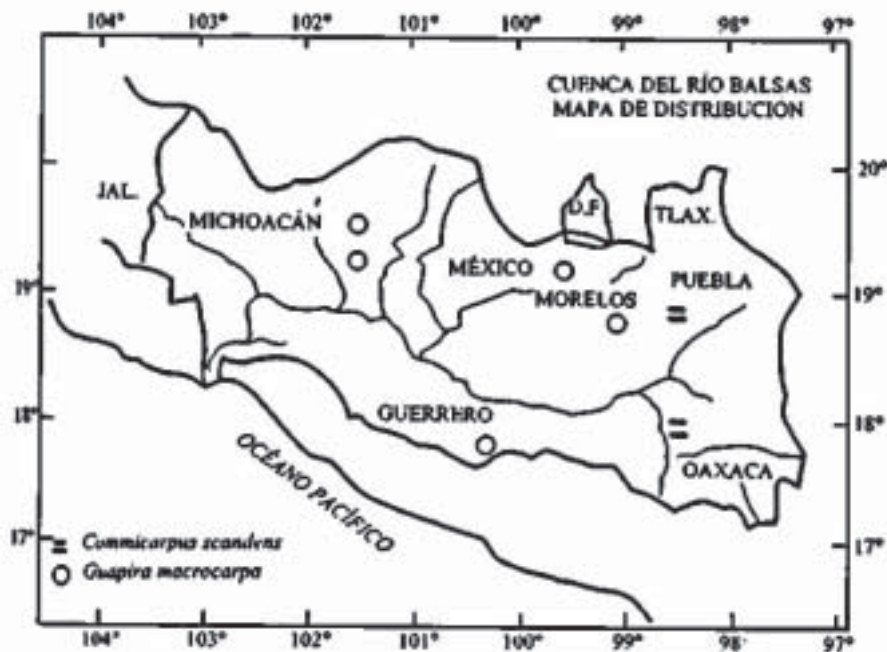 104° 103° 102° 101° 100° 99° 98° 97°
CUENCA DEL RÍO BALSAS
MAPA DE DISTRIBUCION
20°
JAL.
D.F
TLAX.
MICHOACÁN
MÉXICO
PUEBLA
MORELOS
19° 19°
GUERRERO
18° 18°
OAXACA
OCÉANO PACÍFICO
17° 17°
= Commicarpus scandens
○ Guapira macrocarpa
104° 103° 102° 101° 100° 99° 98° 97°